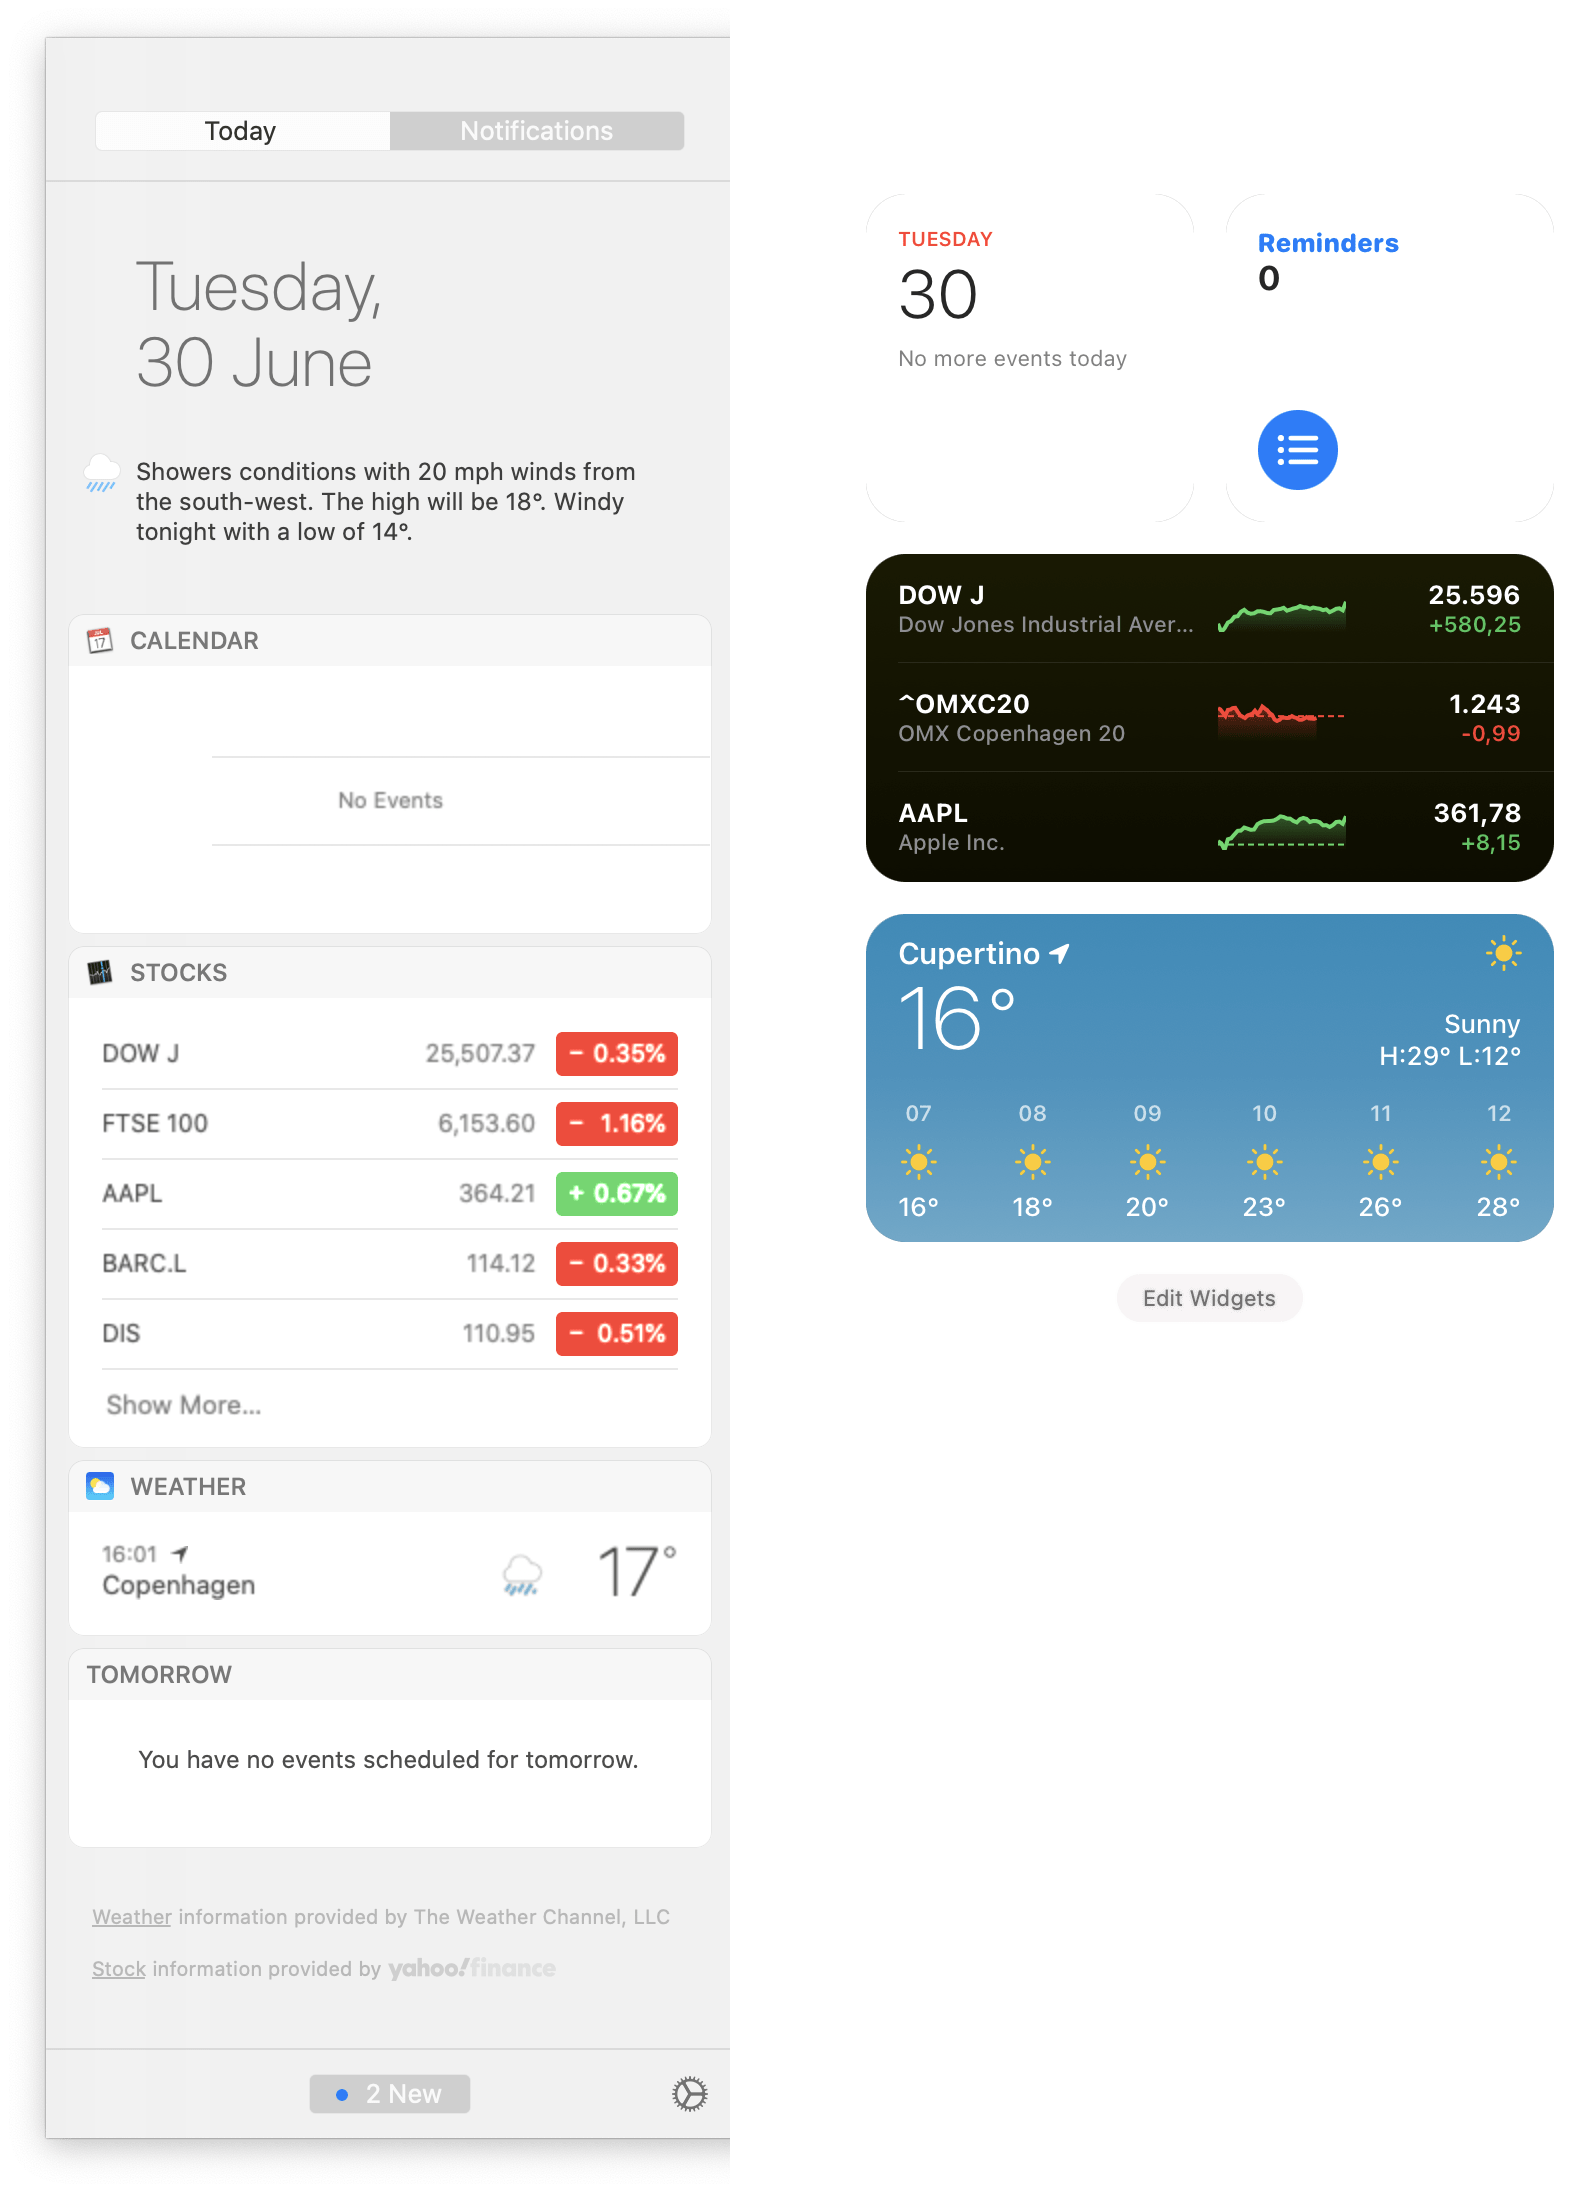 Today
Notifications
Tuesday,
30 June
Showers conditions with 20 mph winds from
the south-west. The high will be 18°. Windy
tonight with a low of 14°.
JUL
17
CALENDAR
No Events
STOCKS
DOW J 25,507.37 − 0.35%
FTSE 100 6,153.60 − 1.16%
AAPL 364.21 + 0.67%
BARC.L 114.12 − 0.33%
DIS 110.95 − 0.51%
Show More...
WEATHER
16:01
Copenhagen
17°
TOMORROW
You have no events scheduled for tomorrow.
Weather information provided by The Weather Channel, LLC
Stock information provided by yahoo!finance
2 New
TUESDAY
30
No more events today
Reminders
0
DOW J 25.596
Dow Jones Industrial Aver... +580,25
^OMXC20 1.243
OMX Copenhagen 20 -0,99
AAPL 361,78
Apple Inc. +8,15
Cupertino
16°
Sunny
H:29° L:12°
07 08 09 10 11 12
16° 18° 20° 23° 26° 28°
Edit Widgets